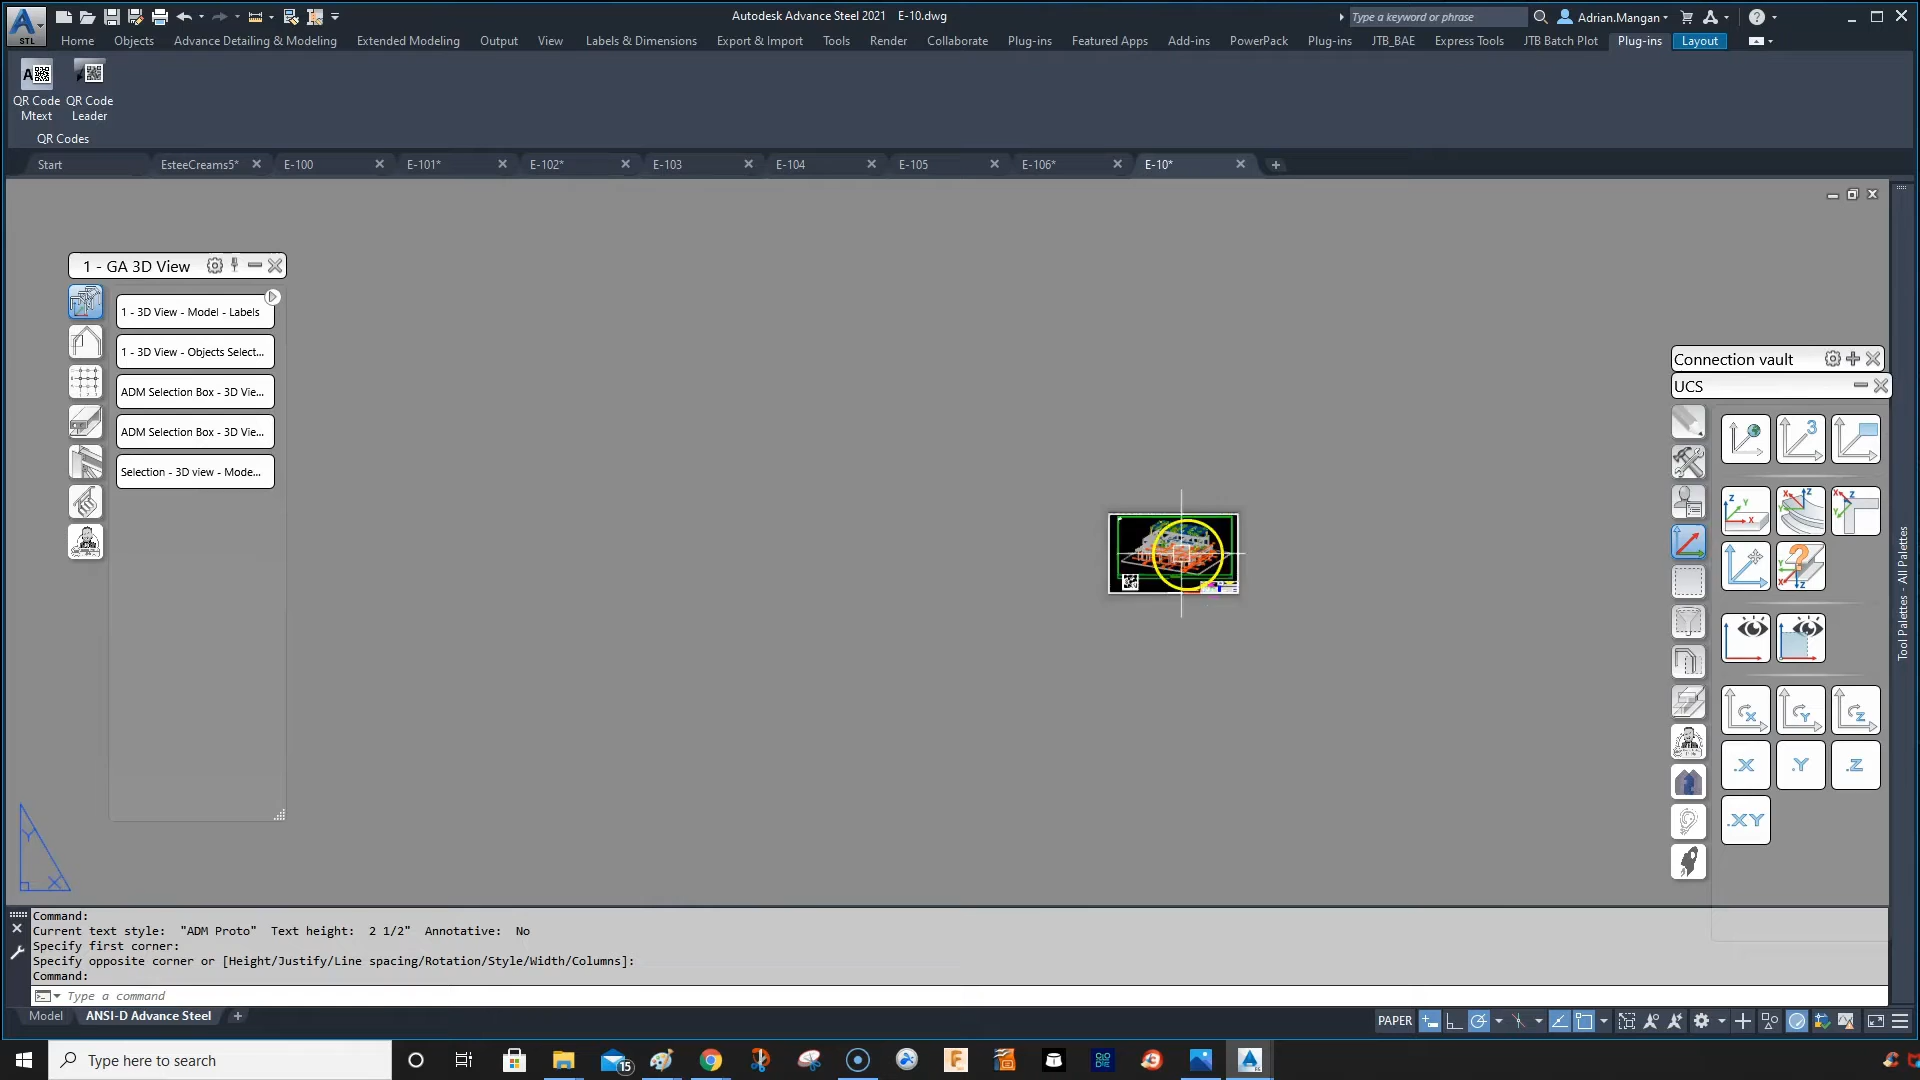 STL
Autodesk Advance Steel 2021 E-10.dwg
Type a keyword or phrase
Adrian.Mangan
Home Objects Advance Detailing & Modeling Extended Modeling Output View Labels & Dimensions Export & Import Tools Render Collaborate Plug-ins Featured Apps Add-ins PowerPack Plug-ins JTB_BAE Express Tools JTB Batch Plot Plug-ins Layout
A
QR Code QR Code
Mtext Leader
QR Codes
Start EsteeCreams5* E-100 E-101* E-102* E-103 E-104 E-105 E-106* E-10*
1 - GA 3D View
1 - 3D View - Model - Labels
1 - 3D View - Objects Select...
ADM Selection Box - 3D Vie...
ADM Selection Box - 3D Vie...
Selection - 3D view - Mode...
Connection vault
UCS
3
Z Y X
X Z Y
X Z Y
Y X Z
X Y Z
.X .Y .Z
.XY
Tool Palettes - All Palettes
Y
X
Command:
Current text style: "ADM Proto" Text height: 2 1/2" Annotative: No
Specify first corner:
Specify opposite corner or [Height/Justify/Line spacing/Rotation/Style/Width/Columns]:
Command:
Type a command
Model ANSI-D Advance Steel
PAPER
Type here to search
15